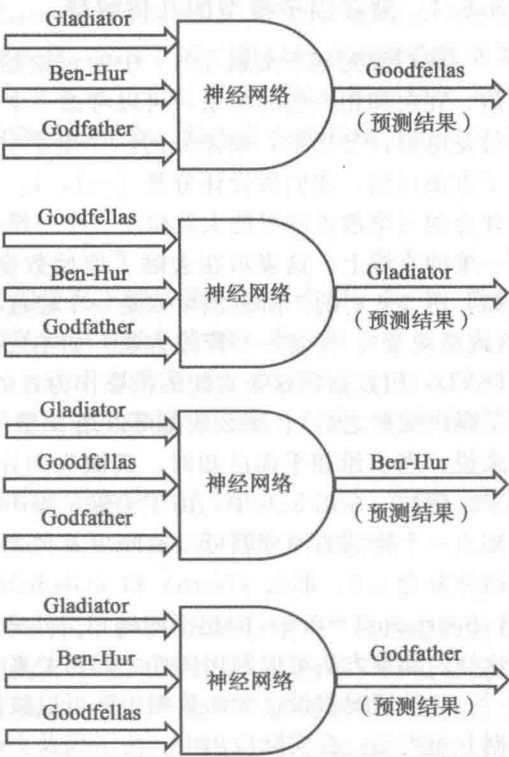 Gladiator
Ben-Hur
Godfather
神经网络
Goodfellas
(预测结果)
Goodfellas
Ben-Hur
Godfather
神经网络
Gladiator
(预测结果)
Gladiator
Goodfellas
Godfather
神经网络
Ben-Hur
(预测结果)
Gladiator
Ben-Hur
Goodfellas
神经网络
Godfather
(预测结果)